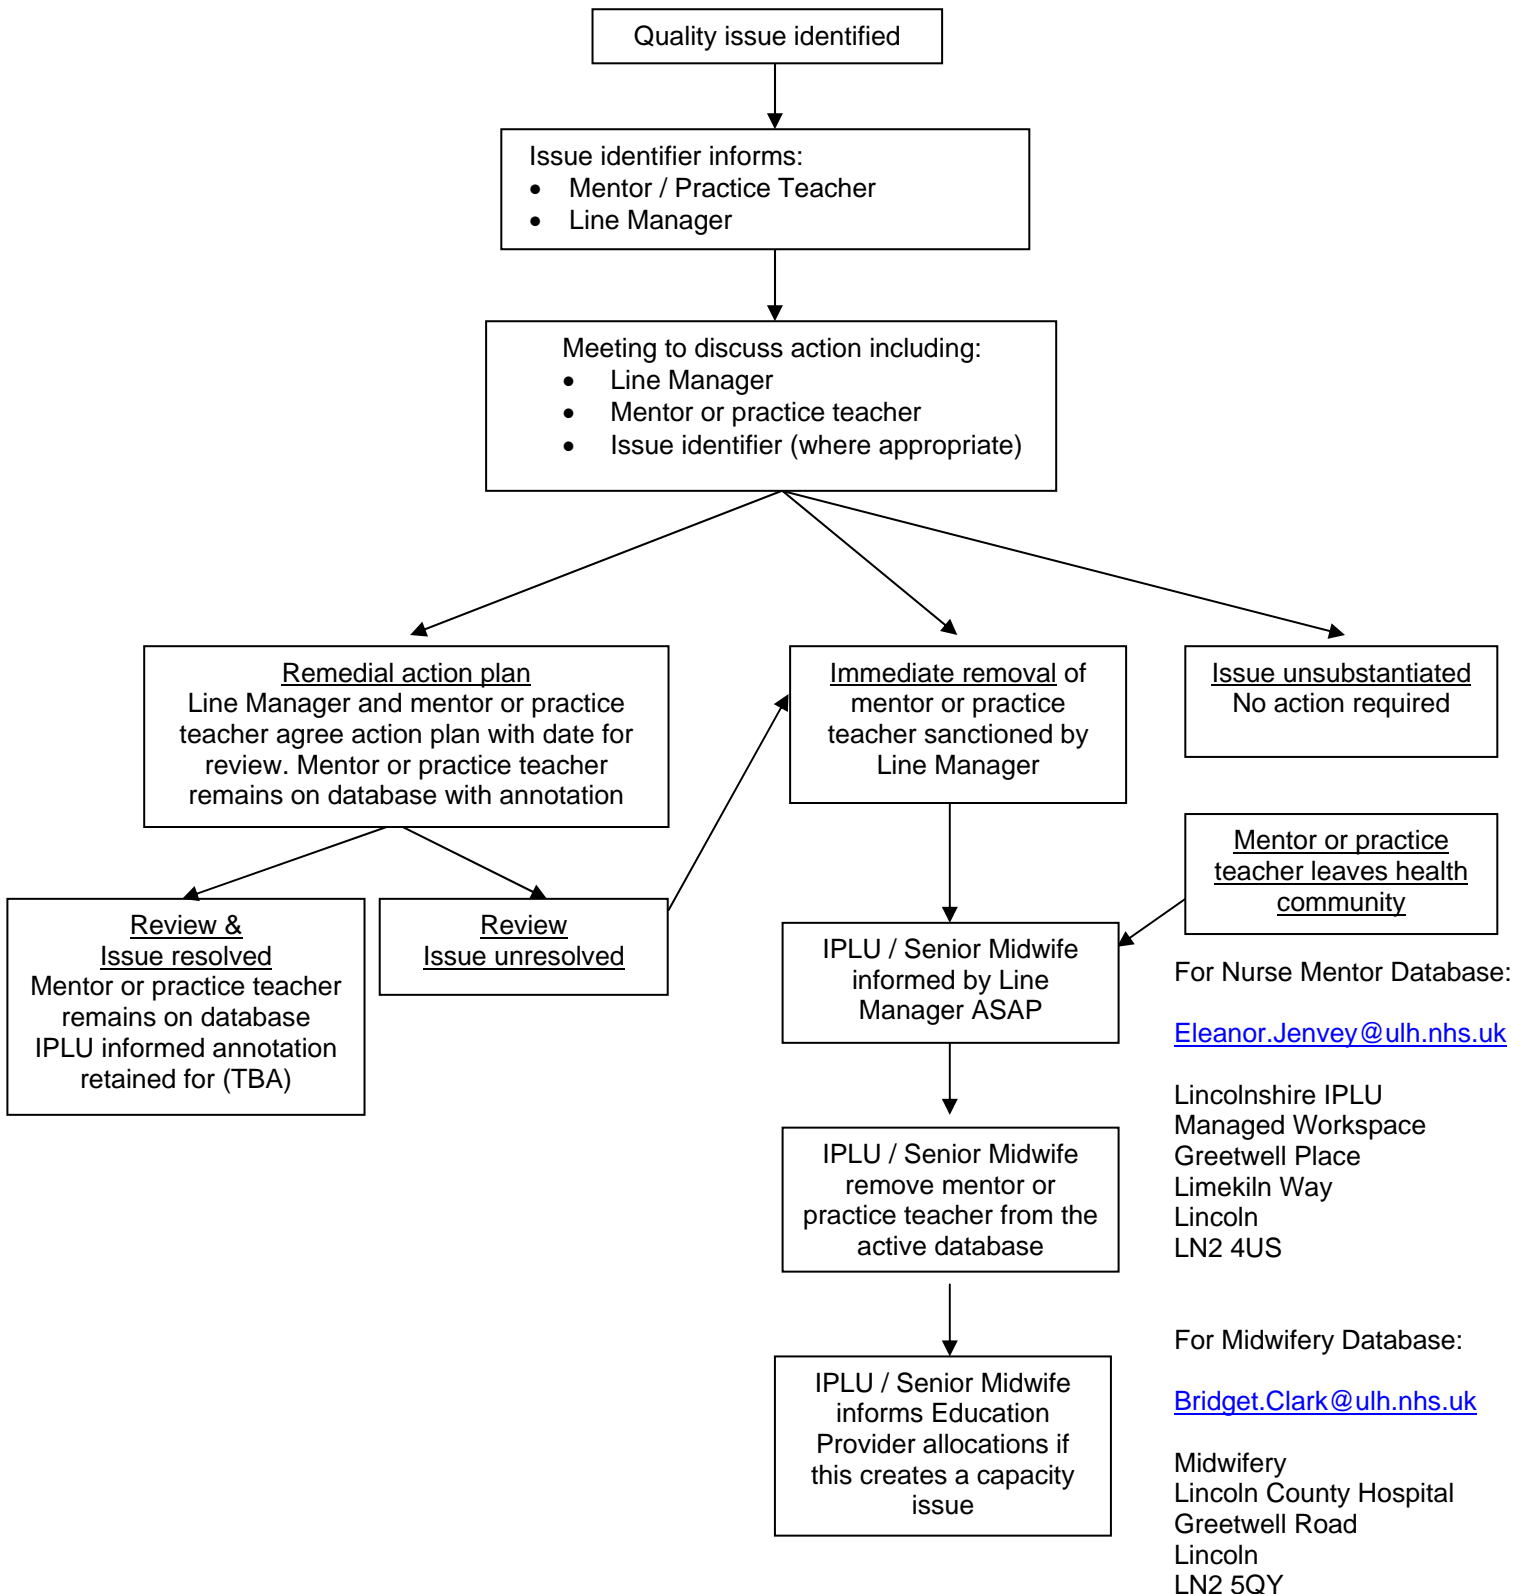 Quality issue identified
Issue identifier informs:
• Mentor / Practice Teacher
• Line Manager
Meeting to discuss action including:
• Line Manager
• Mentor or practice teacher
• Issue identifier (where appropriate)
Remedial action plan
Line Manager and mentor or practice
teacher agree action plan with date for
review. Mentor or practice teacher
remains on database with annotation
Immediate removal of
mentor or practice
teacher sanctioned by
Line Manager
Issue unsubstantiated
No action required
Mentor or practice
teacher leaves health
community
Review &
Issue resolved
Mentor or practice teacher
remains on database
IPLU informed annotation
retained for (TBA)
Review
Issue unresolved
IPLU / Senior Midwife
informed by Line
Manager ASAP
IPLU / Senior Midwife
remove mentor or
practice teacher from the
active database
IPLU / Senior Midwife
informs Education
Provider allocations if
this creates a capacity
issue
For Nurse Mentor Database:
Eleanor.Jenvey@ulh.nhs.uk
Lincolnshire IPLU
Managed Workspace
Greetwell Place
Limekiln Way
Lincoln
LN2 4US
For Midwifery Database:
Bridget.Clark@ulh.nhs.uk
Midwifery
Lincoln County Hospital
Greetwell Road
Lincoln
LN2 5QY